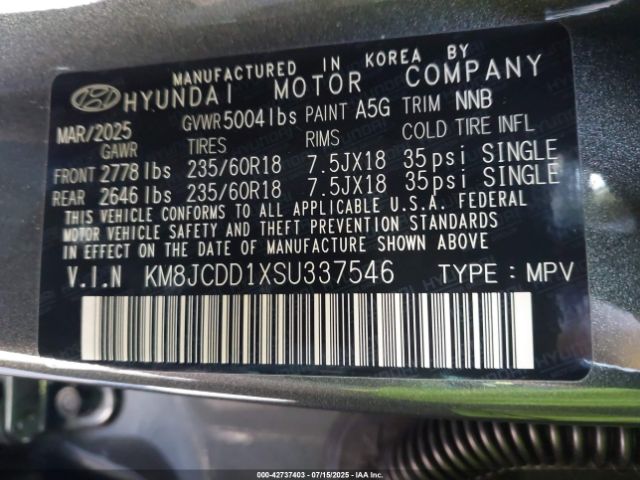 MANUFACTURED IN KOREA BY
HYUNDAI MOTOR COMPANY
MAR/2025 GVWR 5004lbs PAINT A5G TRIM NNB
GAWR TIRES RIMS COLD TIRE INFL
FRONT 2778 lbs 235/60R18 7.5JX18 35psi SINGLE
REAR 2646 lbs 235/60R18 7.5JX18 35psi SINGLE
THIS VEHICLE CONFORMS TO ALL APPLICABLE U.S.A. FEDERAL
MOTOR VEHICLE SAFETY AND THEFT PREVENTION STANDARDS
IN EFFECT ON THE DATE OF MANUFACTURE SHOWN ABOVE.
V.I.N KM8JCDD1XSU337546 TYPE : MPV
000-42737403 - 07/15/2025 - IAA Inc.